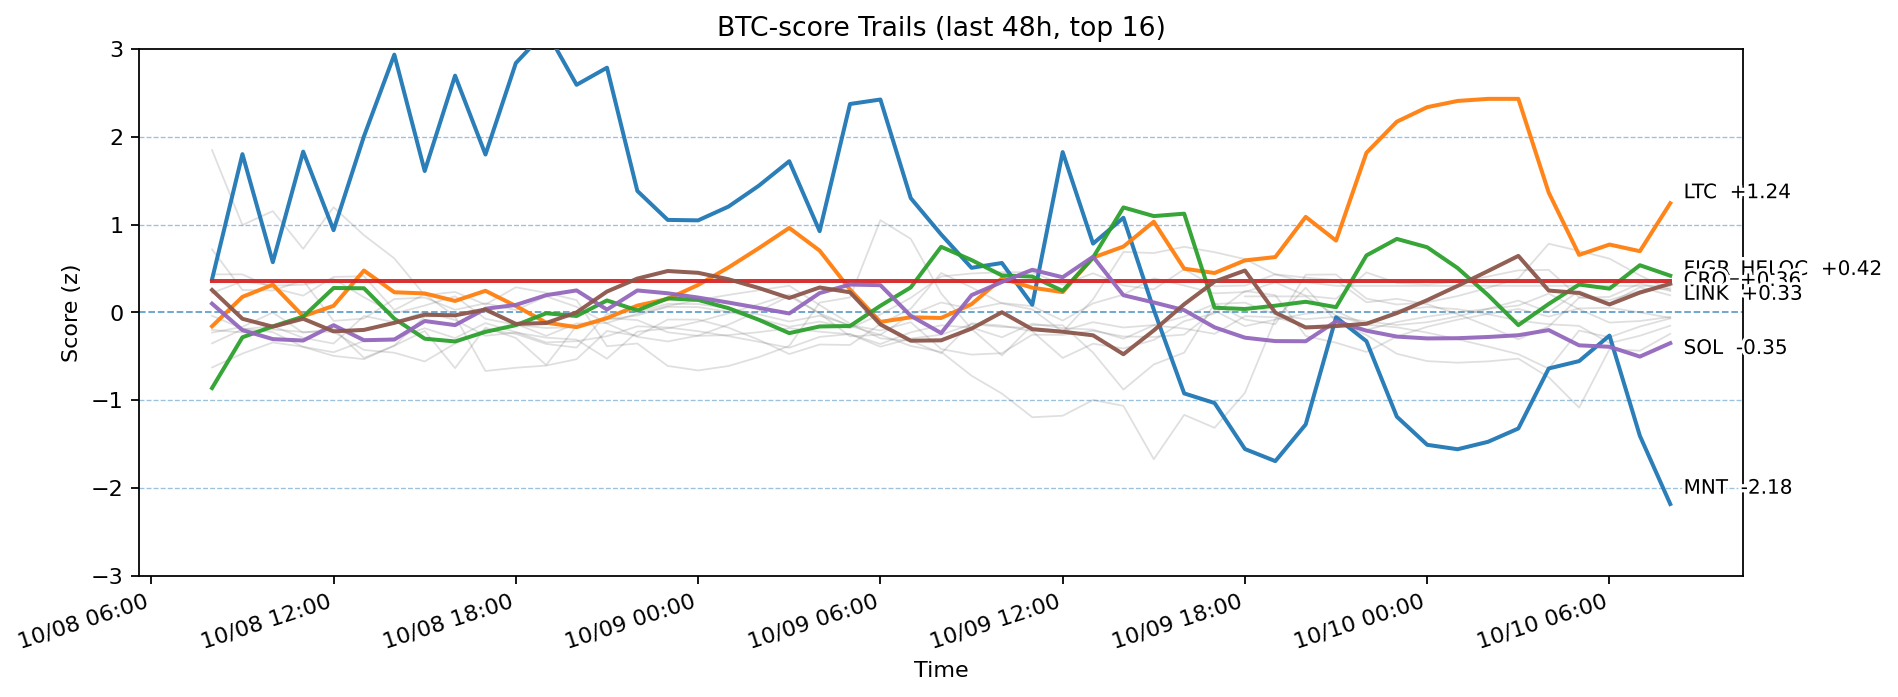 BTC-score Trails (last 48h, top 16)
Score (z)
3
2
1
0
−1
−2
−3
LTC +1.24
FIGR_HELOC +0.42
CRO +0.36
LINK +0.33
SOL -0.35
MNT -2.18
10/08 06:00
10/08 12:00
10/08 18:00
10/09 00:00
10/09 06:00
10/09 12:00
10/09 18:00
10/10 00:00
10/10 06:00
Time